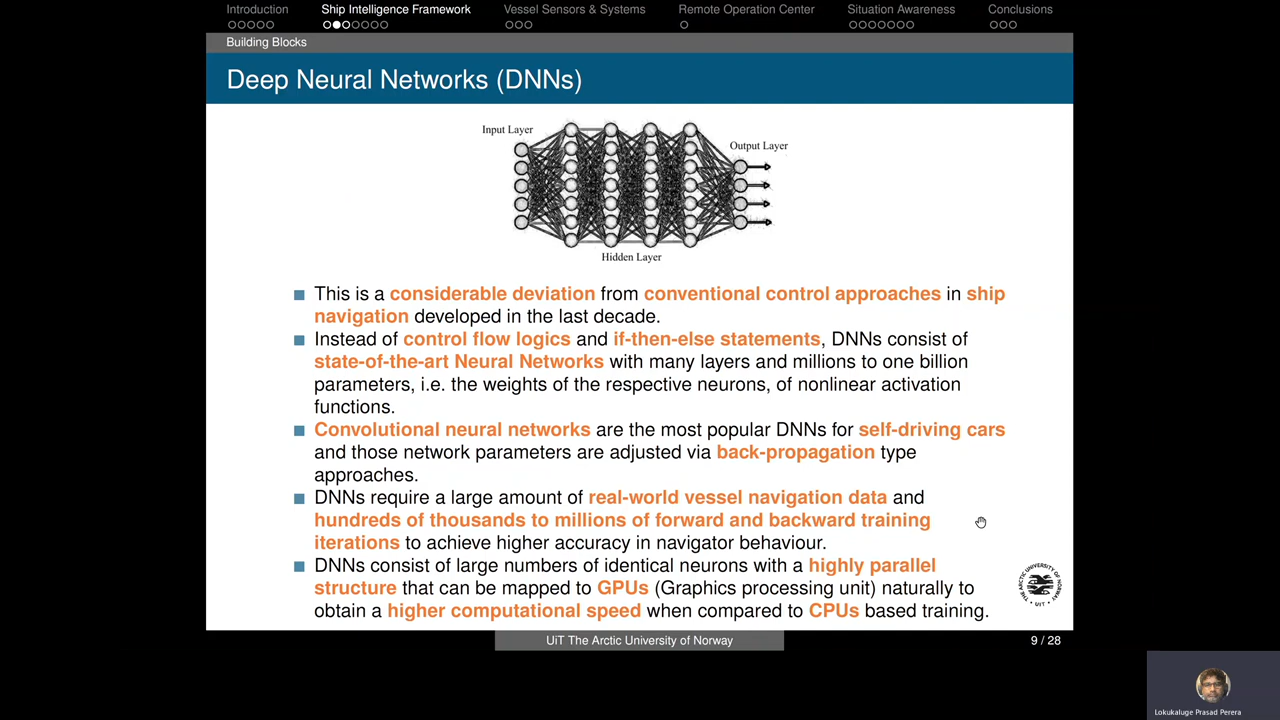 Introduction Ship Intelligence Framework Vessel Sensors & Systems Remote Operation Center Situation Awareness Conclusions
Building Blocks
Deep Neural Networks (DNNs)
Input Layer
Output Layer
Hidden Layer
This is a considerable deviation from conventional control approaches in ship
navigation developed in the last decade.
Instead of control flow logics and if-then-else statements, DNNs consist of
state-of-the-art Neural Networks with many layers and millions to one billion
parameters, i.e. the weights of the respective neurons, of nonlinear activation
functions.
Convolutional neural networks are the most popular DNNs for self-driving cars
and those network parameters are adjusted via back-propagation type
approaches.
DNNs require a large amount of real-world vessel navigation data and
hundreds of thousands to millions of forward and backward training
iterations to achieve higher accuracy in navigator behaviour.
DNNs consist of large numbers of identical neurons with a highly parallel
structure that can be mapped to GPUs (Graphics processing unit) naturally to
obtain a higher computational speed when compared to CPUs based training.
THE ARCTIC UNIVERSITY OF NORWAY
UiT
UiT The Arctic University of Norway
9 / 28
Lokukaluge Prasad Perera